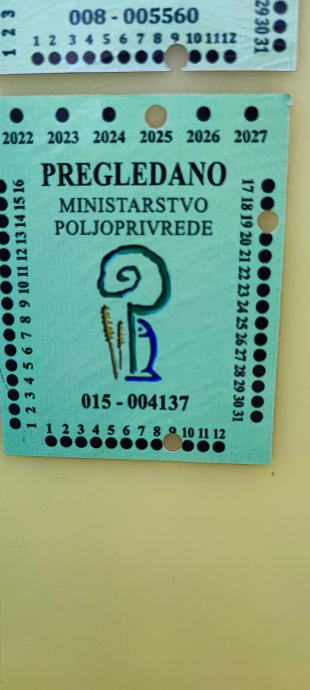 1 2 3
008 - 005560
29 30 31
1 2 3 4 5 6 7 8 9 10 11 12
2022 2023 2024 2025 2026 2027
PREGLEDANO
MINISTARSTVO
POLJOPRIVREDE
1 2 3 4 5 6 7 8 9 10 11 12 13 14 15 16
17 18 19 20 21 22 23 24 25 26 27 28 29 30 31
015 - 004137
1 2 3 4 5 6 7 8 9 10 11 12